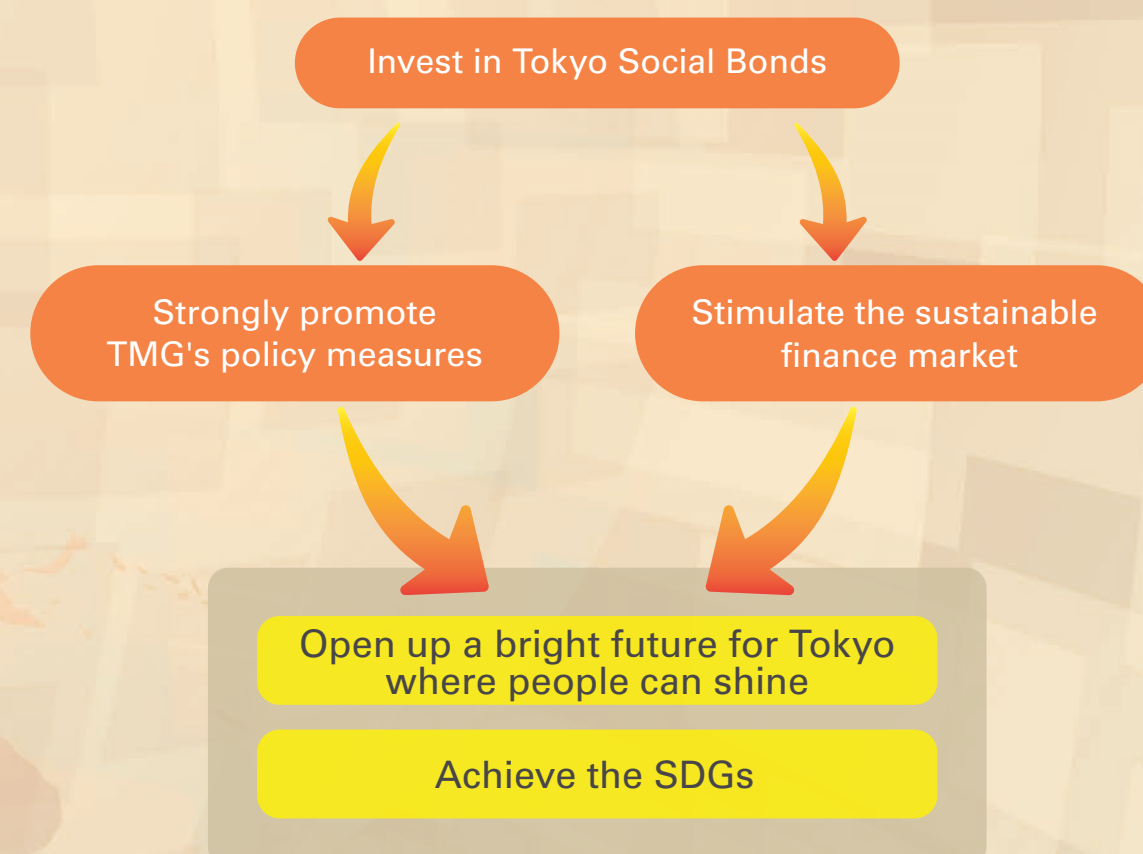 Invest in Tokyo Social Bonds
Strongly promote
TMG's policy measures
Stimulate the sustainable
finance market
Open up a bright future for Tokyo
where people can shine
Achieve the SDGs